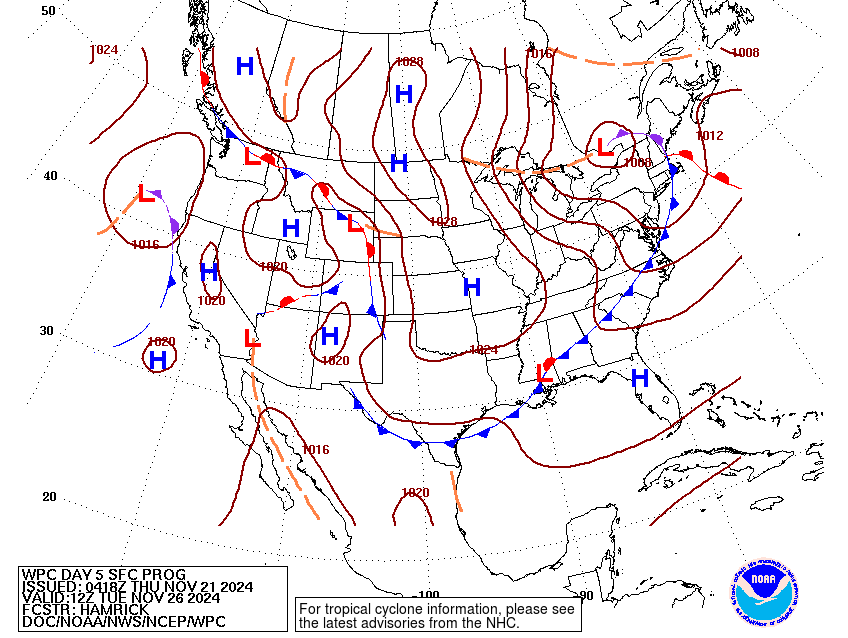 50
1024
1028
1016
1008
1012
H
H
L
L
1008
40
H
L
1028
L
H
1016
1020
H
H
1020
30
1020
L
H
H
1020
1024
L
H
1016
20
1020
-100
-90
WPC DAY 5 SFC PROG
ISSUED: 0418Z THU NOV 21 2024
VALID: 12Z TUE NOV 26 2024
FCSTR: HAMRICK
DOC/NOAA/NWS/NCEP/WPC
For tropical cyclone information, please see
the latest advisories from the NHC.
NOAA